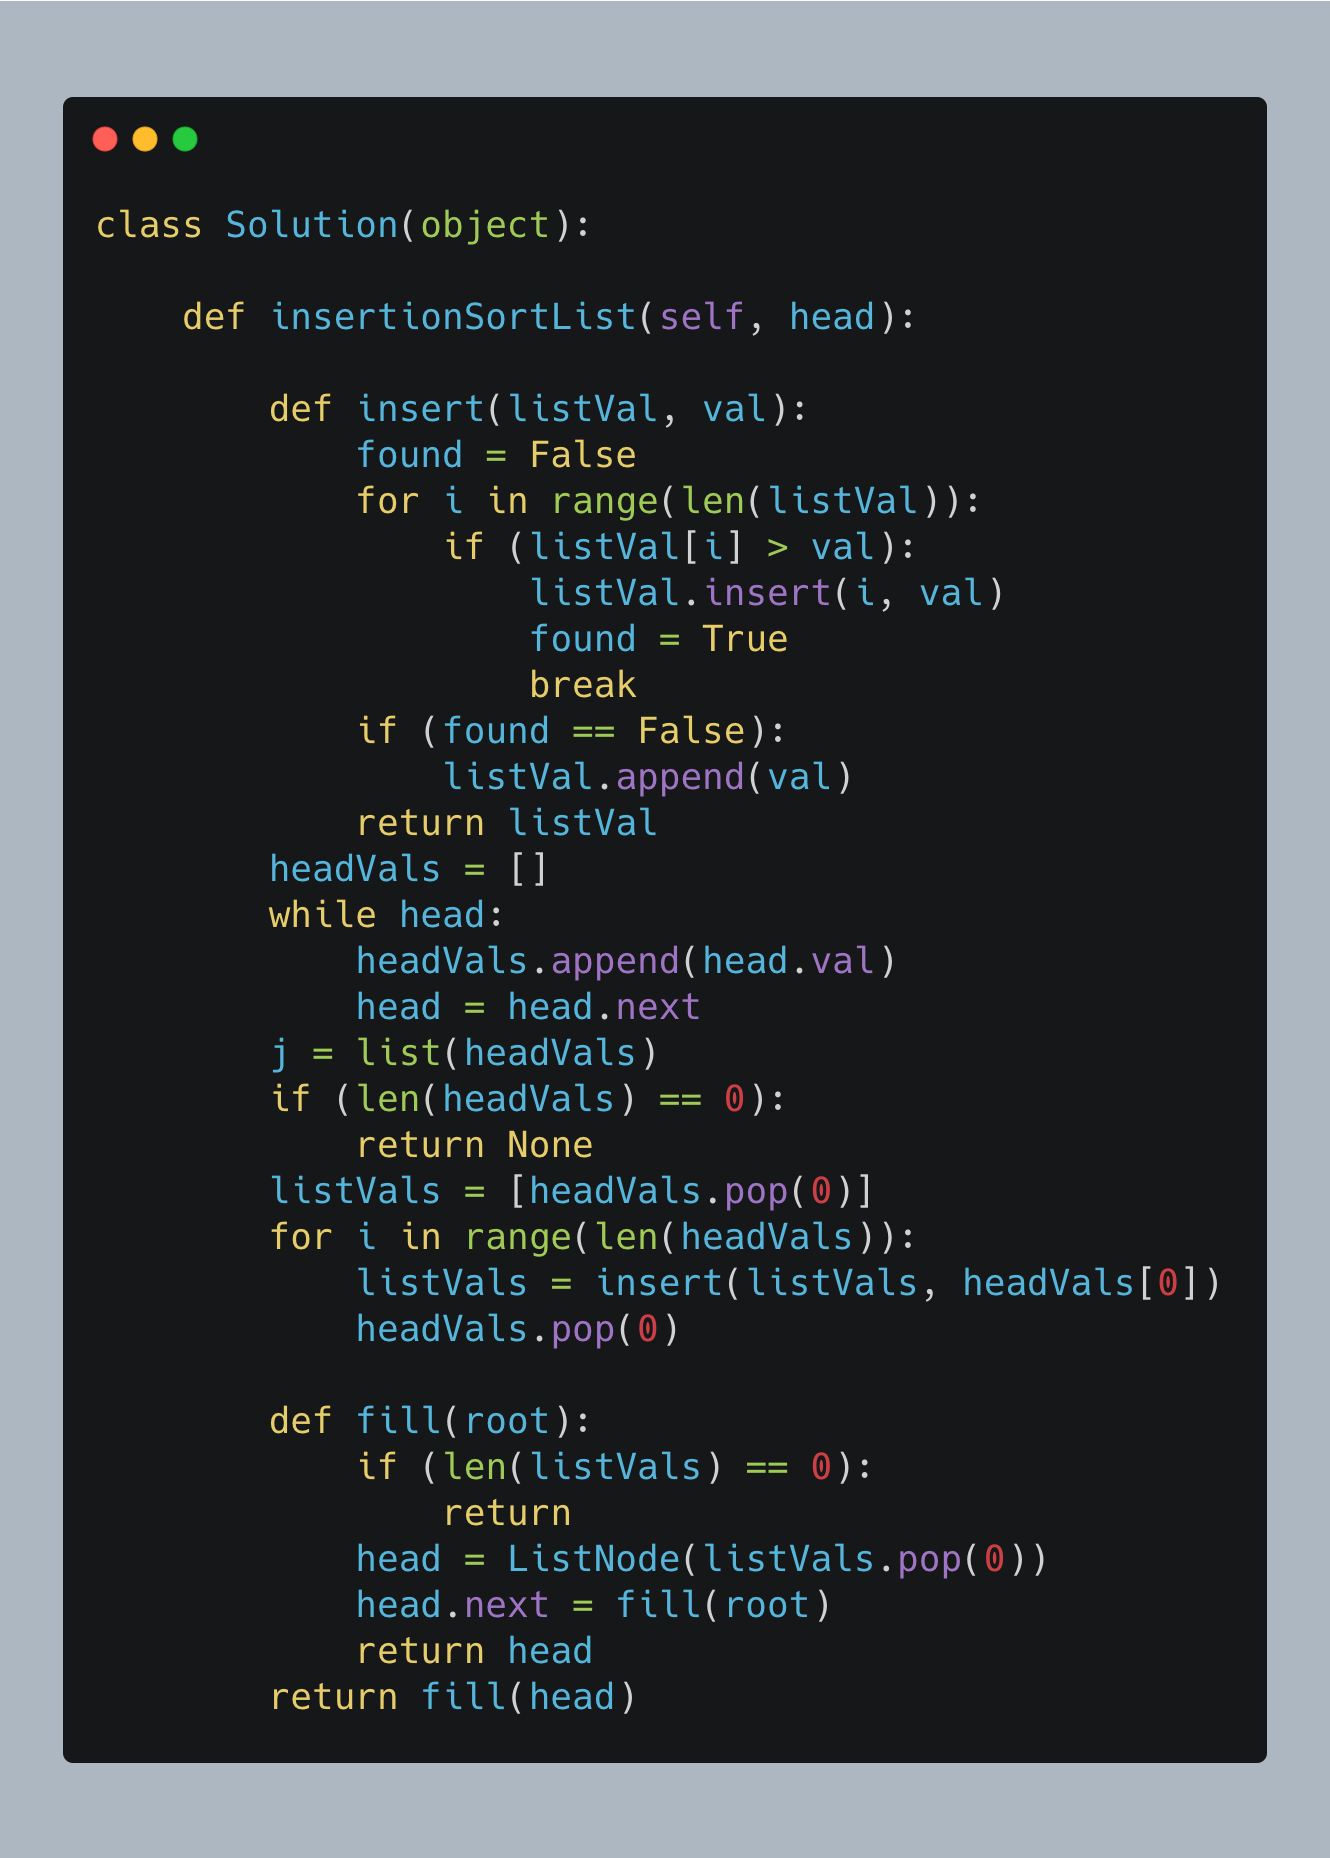 class Solution(object):

    def insertionSortList(self, head):

        def insert(listVal, val):
            found = False
            for i in range(len(listVal)):
                if (listVal[i] > val):
                    listVal.insert(i, val)
                    found = True
                    break
            if (found == False):
                listVal.append(val)
            return listVal
        headVals = []
        while head:
            headVals.append(head.val)
            head = head.next
        j = list(headVals)
        if (len(headVals) == 0):
            return None
        listVals = [headVals.pop(0)]
        for i in range(len(headVals)):
            listVals = insert(listVals, headVals[0])
            headVals.pop(0)

        def fill(root):
            if (len(listVals) == 0):
                return
            head = ListNode(listVals.pop(0))
            head.next = fill(root)
            return head
        return fill(head)